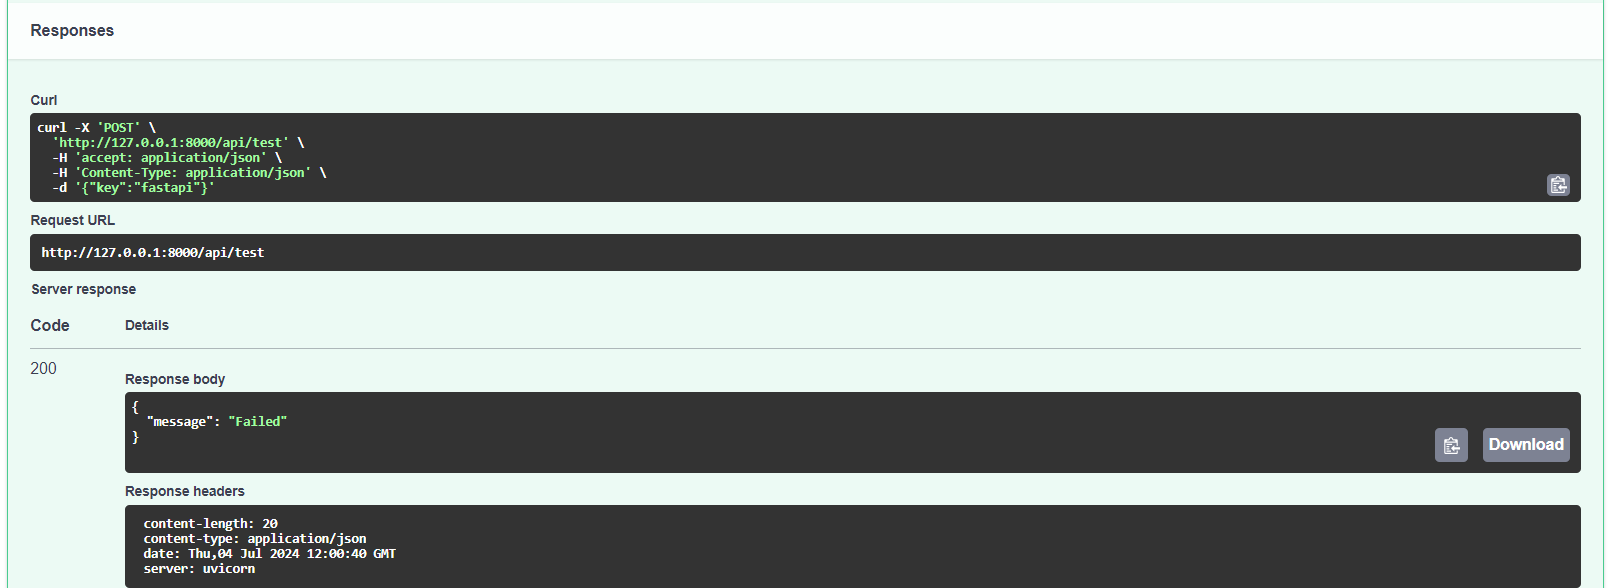 Responses
Curl
curl -X 'POST' \
  'http://127.0.0.1:8000/api/test' \
  -H 'accept: application/json' \
  -H 'Content-Type: application/json' \
  -d '{"key":"fastapi"}'
Request URL
http://127.0.0.1:8000/api/test
Server response
Code Details
200
Response body
{
  "message": "Failed"
}
Download
Response headers
content-length: 20
content-type: application/json
date: Thu,04 Jul 2024 12:00:40 GMT
server: uvicorn